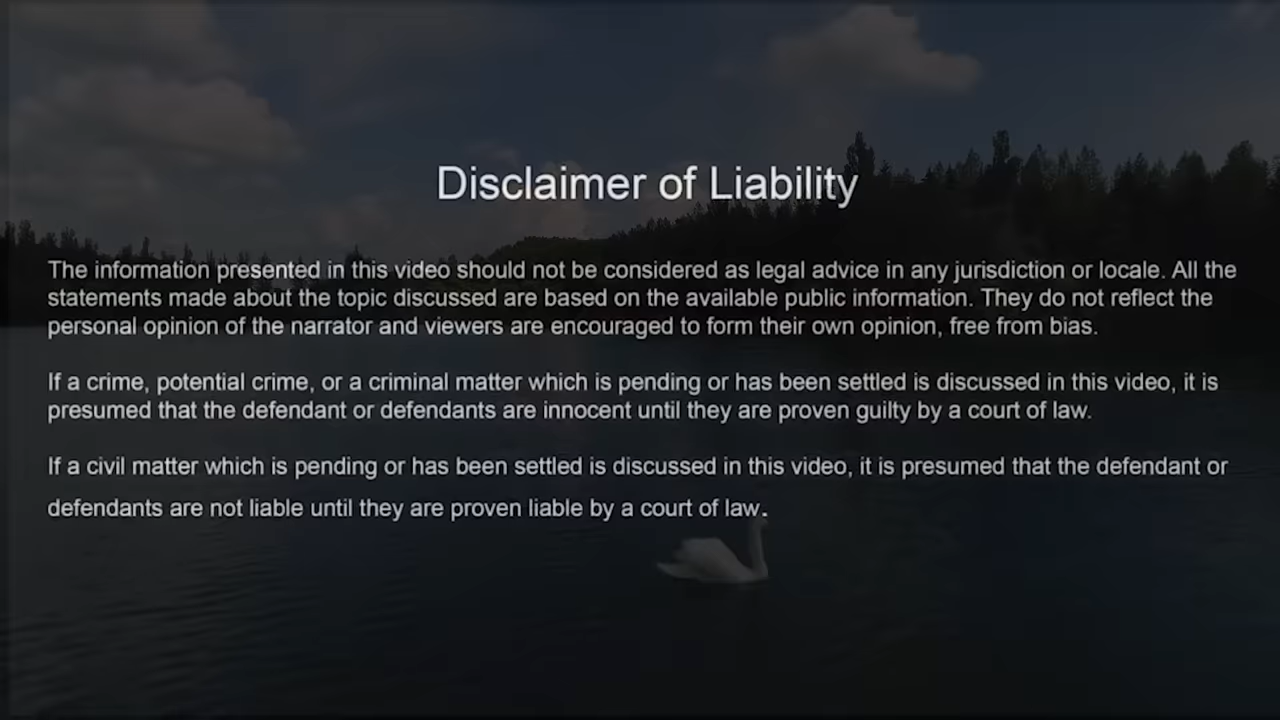 Disclaimer of Liability
The information presented in this video should not be considered as legal advice in any jurisdiction or locale. All the
statements made about the topic discussed are based on the available public information. They do not reflect the
personal opinion of the narrator and viewers are encouraged to form their own opinion, free from bias.
If a crime, potential crime, or a criminal matter which is pending or has been settled is discussed in this video, it is
presumed that the defendant or defendants are innocent until they are proven guilty by a court of law.
If a civil matter which is pending or has been settled is discussed in this video, it is presumed that the defendant or
defendants are not liable until they are proven liable by a court of law.